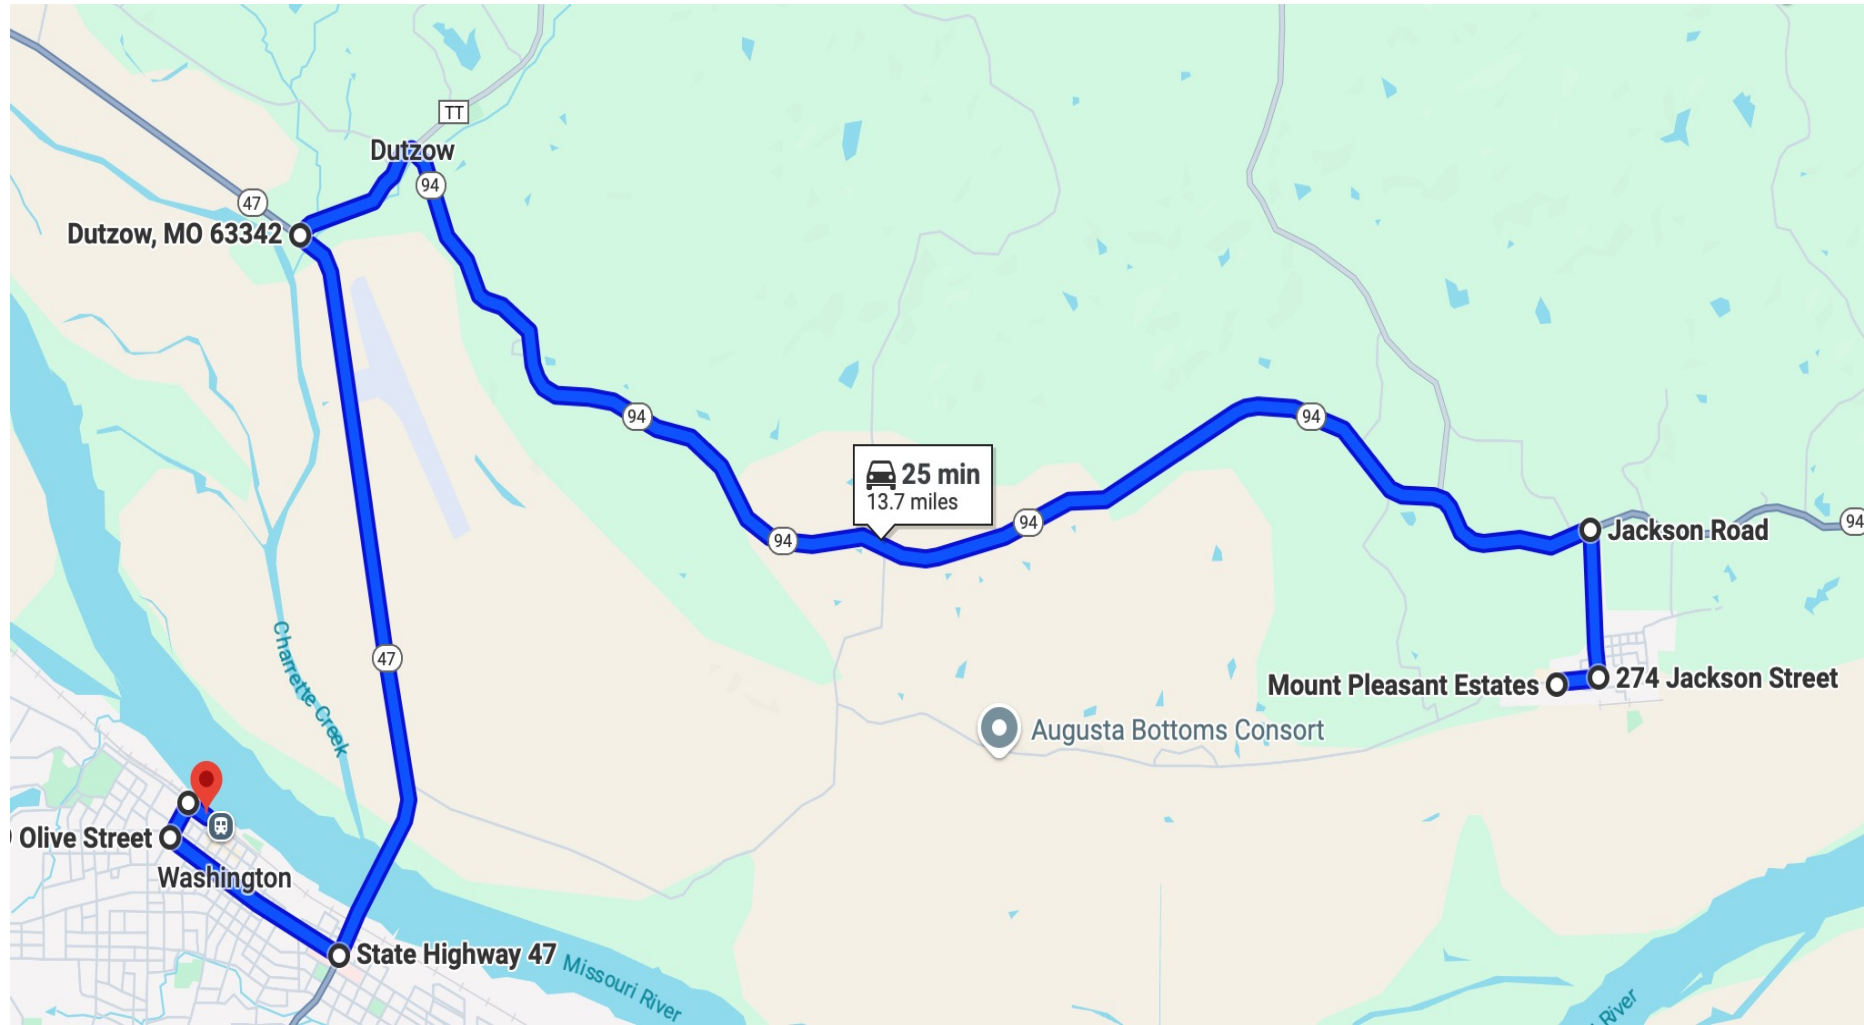 TT
Dutzow
94
47
Dutzow, MO 63342
94
94
25 min
13.7 miles
94
94
94
Jackson Road
47
Charrette Creek
Mount Pleasant Estates
274 Jackson Street
Augusta Bottoms Consort
Olive Street
Washington
State Highway 47
Missouri River
River